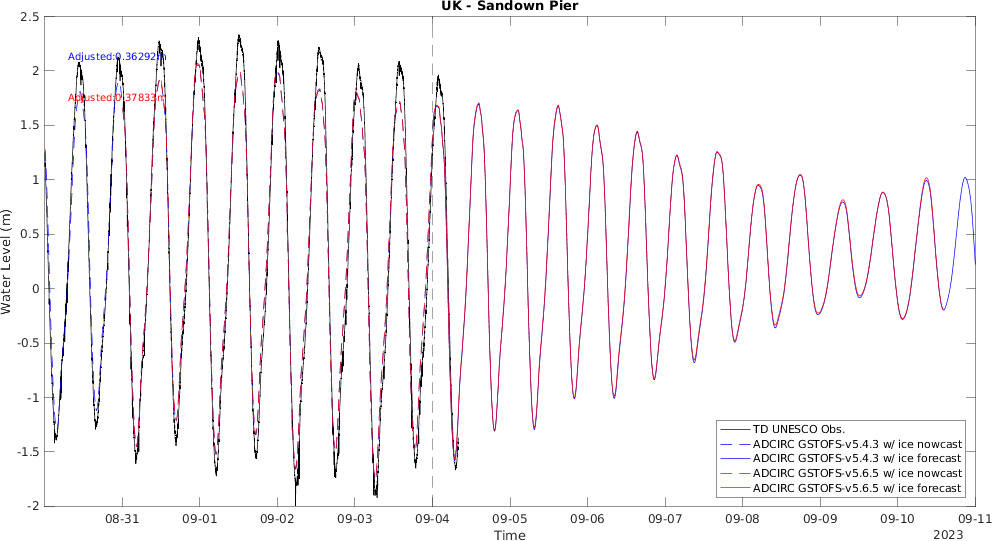 UK - Sandown Pier
2.5
2
1.5
1
0.5
0
-0.5
-1
-1.5
-2
Water Level (m)
Adjusted:0.36292m
Adjusted:0.37833m
TD UNESCO Obs.
ADCIRC GSTOFS-v5.4.3 w/ ice nowcast
ADCIRC GSTOFS-v5.4.3 w/ ice forecast
ADCIRC GSTOFS-v5.6.5 w/ ice nowcast
ADCIRC GSTOFS-v5.6.5 w/ ice forecast
08-31 09-01 09-02 09-03 09-04 09-05 09-06 09-07 09-08 09-09 09-10 09-11
Time
2023